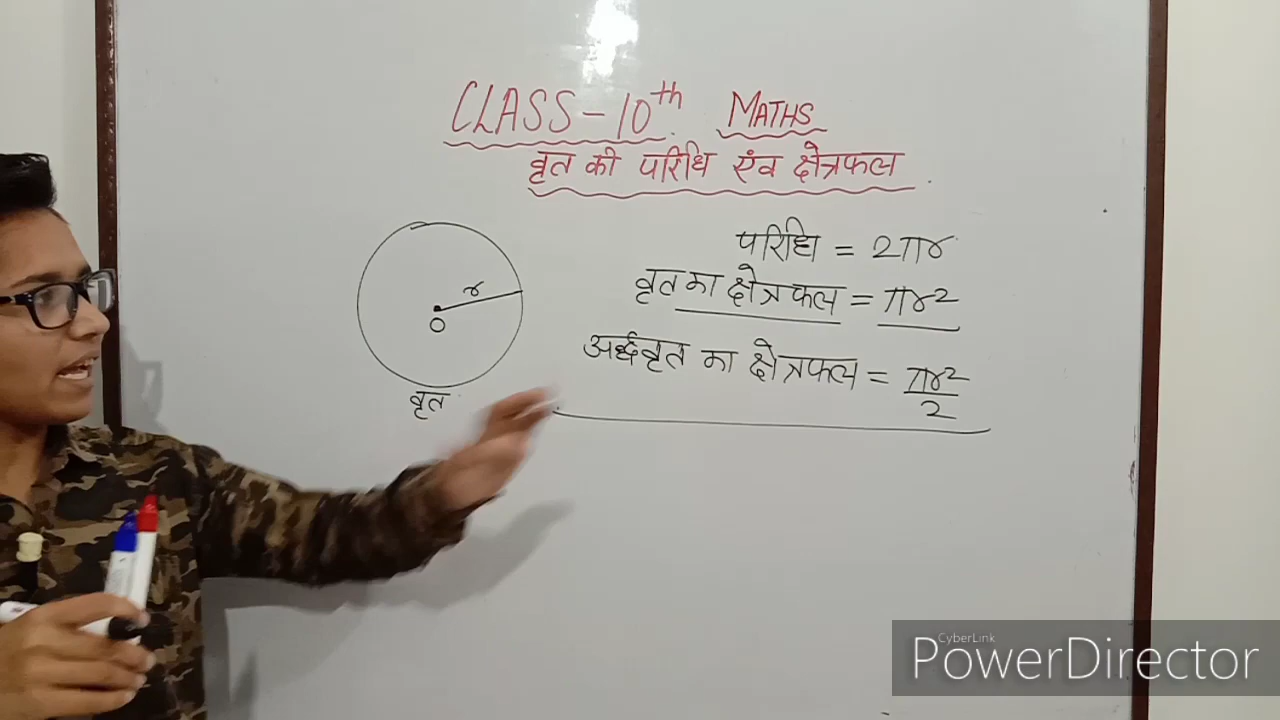 CLASS-10th MATHS
वृत की परिधि एंव क्षेत्रफल
परिधि = 2πr
वृत का क्षेत्रफल = πr²
अर्द्धवृत का क्षेत्रफल = πr²/2
r
O
वृत
CyberLink
PowerDirector